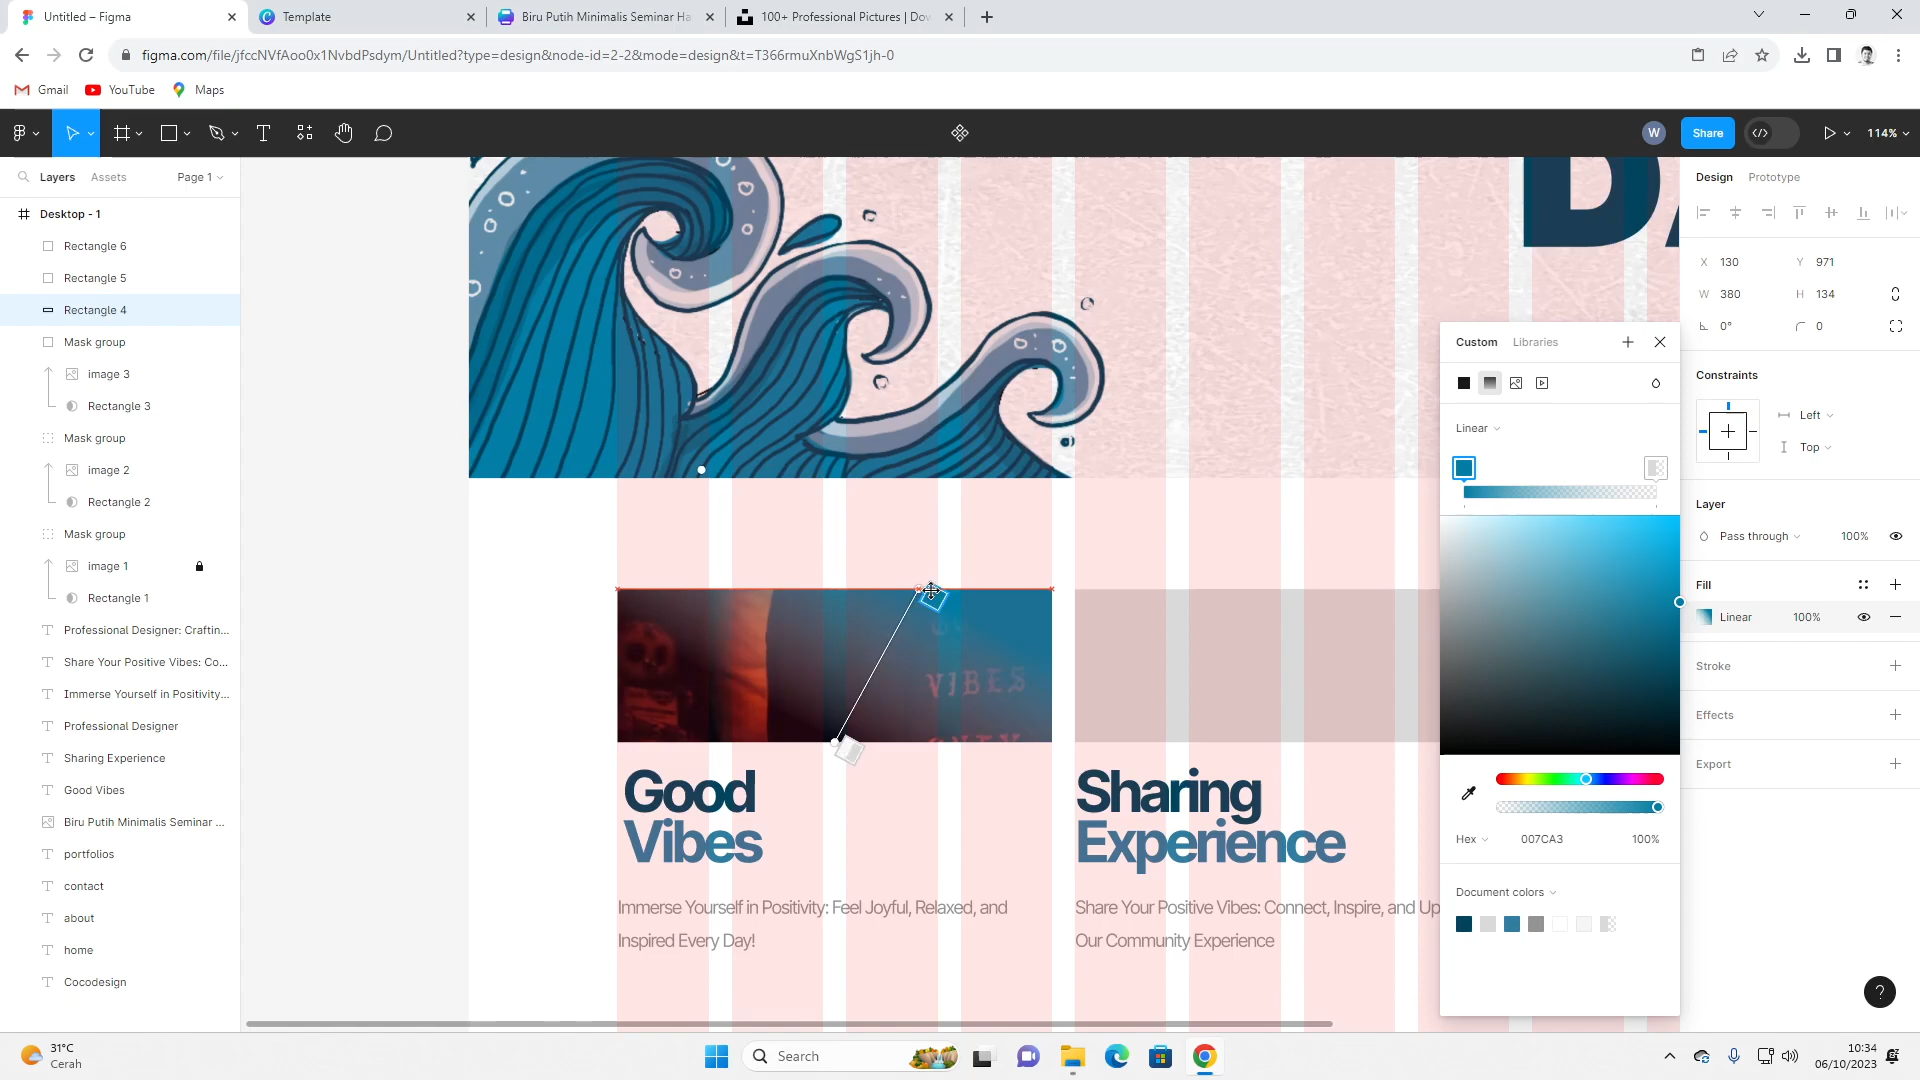 Untitled – Figma
Template
Biru Putih Minimalis Seminar Ha
100+ Professional Pictures | Dow
figma.com/file/jfccNVfAoo0x1NvbdPsdym/Untitled?type=design&node-id=2-2&mode=design&t=T366rmuXnbWgS1jh-0
Gmail
YouTube
Maps
W
Share
114%
Layers
Assets
Page 1
Desktop - 1
Rectangle 6
Rectangle 5
Rectangle 4
Mask group
image 3
Rectangle 3
Mask group
image 2
Rectangle 2
Mask group
image 1
Rectangle 1
Professional Designer: Craftin...
Share Your Positive Vibes: Co...
Immerse Yourself in Positivity...
Professional Designer
Sharing Experience
Good Vibes
Biru Putih Minimalis Seminar ...
portfolios
contact
about
home
Cocodesign
VIBES
ONLY
Good
Vibes
Immerse Yourself in Positivity: Feel Joyful, Relaxed, and
Inspired Every Day!
Sharing
Experience
Share Your Positive Vibes: Connect, Inspire, and Up
Our Community Experience
Custom
Libraries
Linear
Hex
007CA3
100%
Document colors
Design
Prototype
X 130
Y 971
W 380
H 134
0°
0
Constraints
Left
Top
Layer
Pass through
100%
Fill
Linear
100%
Stroke
Effects
Export
?
31°C
Cerah
Search
10:34
06/10/2023